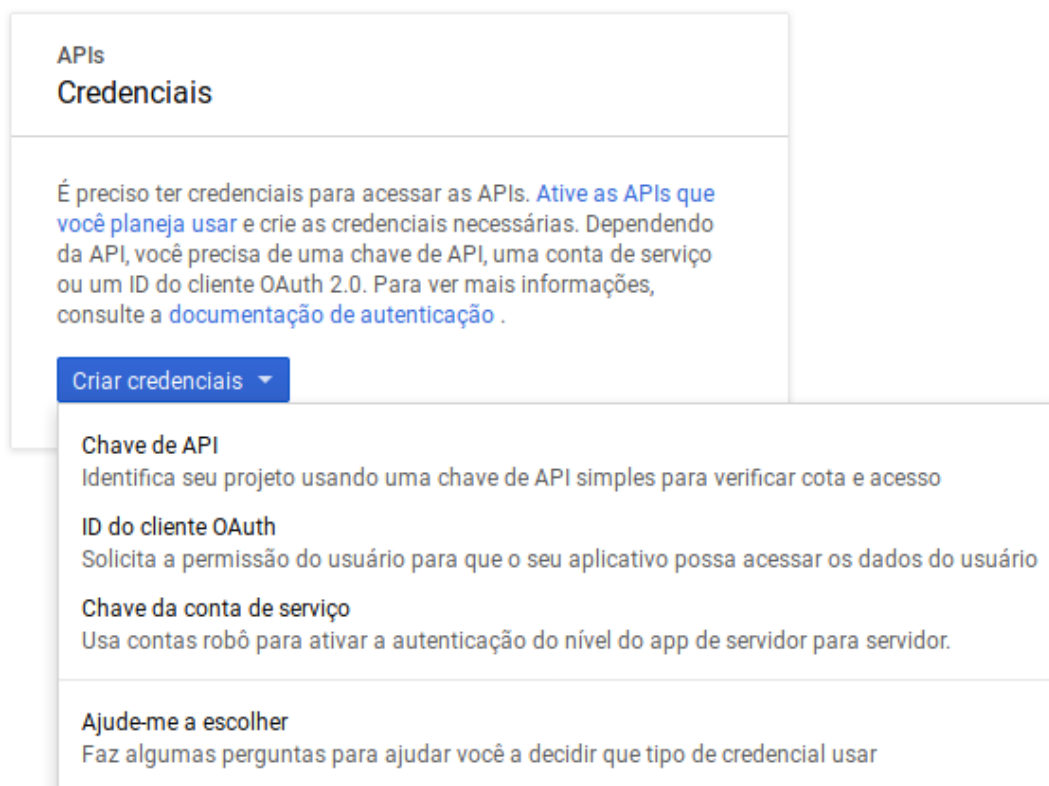 APIs
Credenciais
É preciso ter credenciais para acessar as APIs. Ative as APIs que
você planeja usar e crie as credenciais necessárias. Dependendo
da API, você precisa de uma chave de API, uma conta de serviço
ou um ID do cliente OAuth 2.0. Para ver mais informações,
consulte a documentação de autenticação .
Criar credenciais
Chave de API
Identifica seu projeto usando uma chave de API simples para verificar cota e acesso
ID do cliente OAuth
Solicita a permissão do usuário para que o seu aplicativo possa acessar os dados do usuário
Chave da conta de serviço
Usa contas robô para ativar a autenticação do nível do app de servidor para servidor.
Ajude-me a escolher
Faz algumas perguntas para ajudar você a decidir que tipo de credencial usar